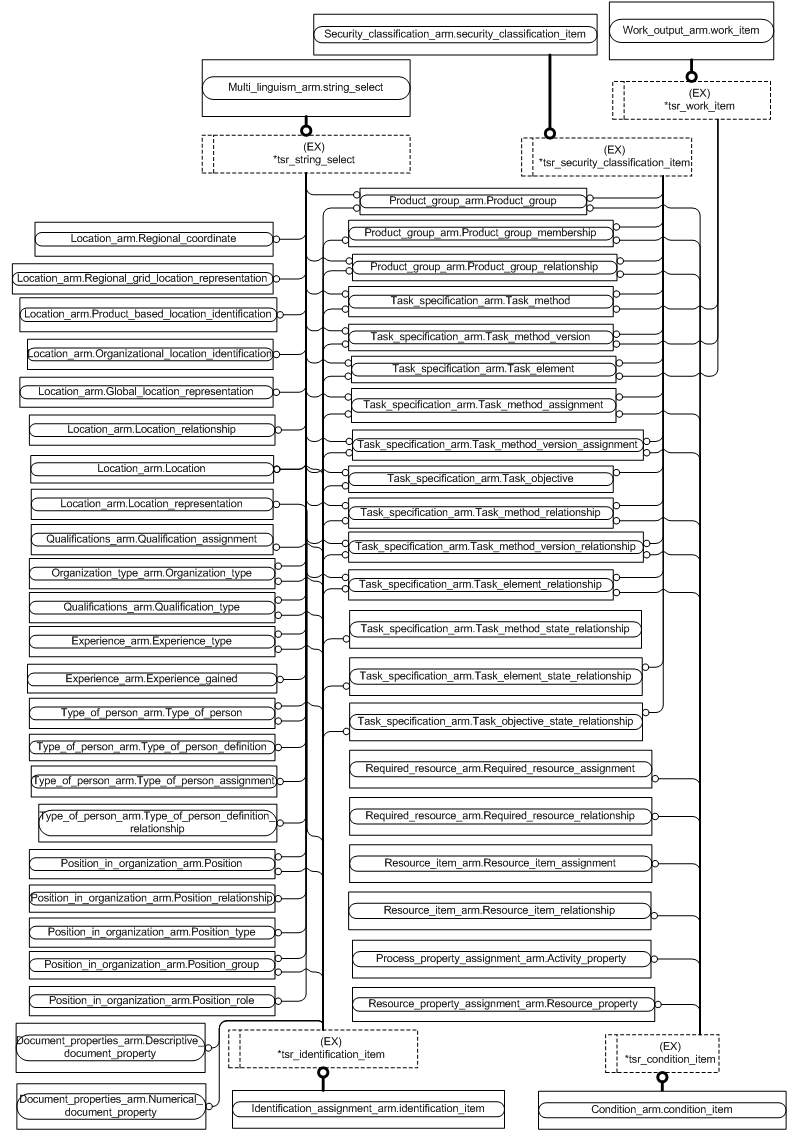 Security_classification_arm.security_classification_item
Work_output_arm.work_item
Multi_linguism_arm.string_select
(EX)
*tsr_work_item
(EX)
*tsr_string_select
(EX)
*tsr_security_classification_item
Product_group_arm.Product_group
Product_group_arm.Product_group_membership
Product_group_arm.Product_group_relationship
Task_specification_arm.Task_method
Task_specification_arm.Task_method_version
Task_specification_arm.Task_element
Task_specification_arm.Task_method_assignment
Task_specification_arm.Task_method_version_assignment
Task_specification_arm.Task_objective
Task_specification_arm.Task_method_relationship
Task_specification_arm.Task_method_version_relationship
Task_specification_arm.Task_element_relationship
Task_specification_arm.Task_method_state_relationship
Task_specification_arm.Task_element_state_relationship
Task_specification_arm.Task_objective_state_relationship
Required_resource_arm.Required_resource_assignment
Required_resource_arm.Required_resource_relationship
Resource_item_arm.Resource_item_assignment
Resource_item_arm.Resource_item_relationship
Process_property_assignment_arm.Activity_property
Resource_property_assignment_arm.Resource_property
Location_arm.Regional_coordinate
Location_arm.Regional_grid_location_representation
Location_arm.Product_based_location_identification
Location_arm.Organizational_location_identification
Location_arm.Global_location_representation
Location_arm.Location_relationship
Location_arm.Location
Location_arm.Location_representation
Qualifications_arm.Qualification_assignment
Organization_type_arm.Organization_type
Qualifications_arm.Qualification_type
Experience_arm.Experience_type
Experience_arm.Experience_gained
Type_of_person_arm.Type_of_person
Type_of_person_arm.Type_of_person_definition
Type_of_person_arm.Type_of_person_assignment
Type_of_person_arm.Type_of_person_definition_
relationship
Position_in_organization_arm.Position
Position_in_organization_arm.Position_relationship
Position_in_organization_arm.Position_type
Position_in_organization_arm.Position_group
Position_in_organization_arm.Position_role
Document_properties_arm.Descriptive_
document_property
Document_properties_arm.Numerical_
document_property
(EX)
*tsr_identification_item
Identification_assignment_arm.identification_item
(EX)
*tsr_condition_item
Condition_arm.condition_item